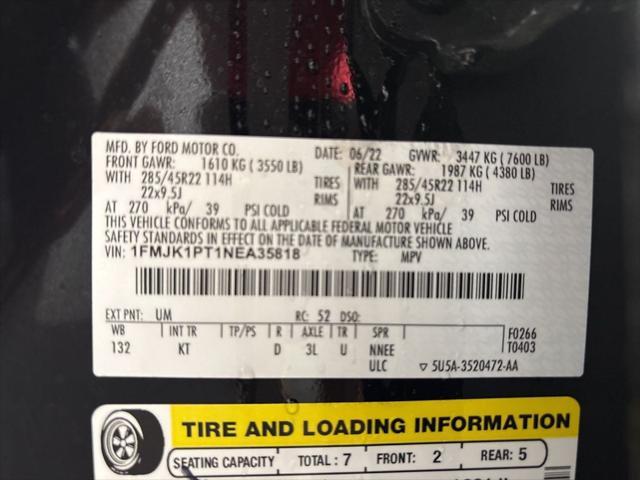 MFD. BY FORD MOTOR CO. DATE: 06/22 GVWR: 3447 KG ( 7600 LB)
FRONT GAWR: 1610 KG ( 3550 LB) REAR GAWR: 1987 KG ( 4380 LB)
WITH 285/45R22 114H TIRES WITH 285/45R22 114H TIRES
22x9.5J RIMS 22x9.5J RIMS
AT 270 kPa/ 39 PSI COLD AT 270 kPa/ 39 PSI COLD
THIS VEHICLE CONFORMS TO ALL APPLICABLE FEDERAL MOTOR VEHICLE
SAFETY STANDARDS IN EFFECT ON THE DATE OF MANUFACTURE SHOWN ABOVE.
VIN: 1FMJK1PT1NEA35818 TYPE: MPV
EXT PNT: UM RC: 52 DSO:
WB INT TR TP/PS R AXLE TR SPR F0266
132 KT D 3L U NNEE T0403
ULC ▽ 5U5A-3520472-AA
TIRE AND LOADING INFORMATION
SEATING CAPACITY TOTAL: 7 FRONT: 2 REAR: 5